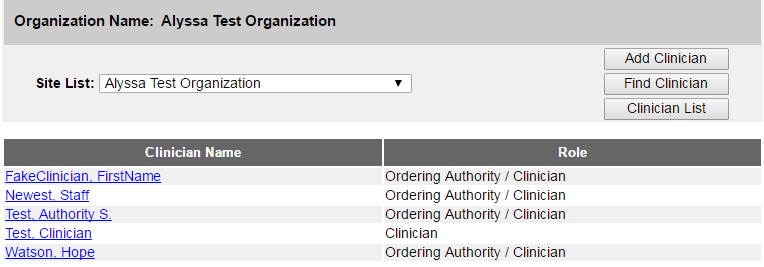 Organization Name: Alyssa Test Organization
Add Clinician
Site List: Alyssa Test Organization
Find Clinician
Clinician List
Clinician Name Role
FakeClinician, FirstName Ordering Authority / Clinician
Newest, Staff Ordering Authority / Clinician
Test, Authority S. Ordering Authority / Clinician
Test, Clinician Clinician
Watson, Hope Ordering Authority / Clinician